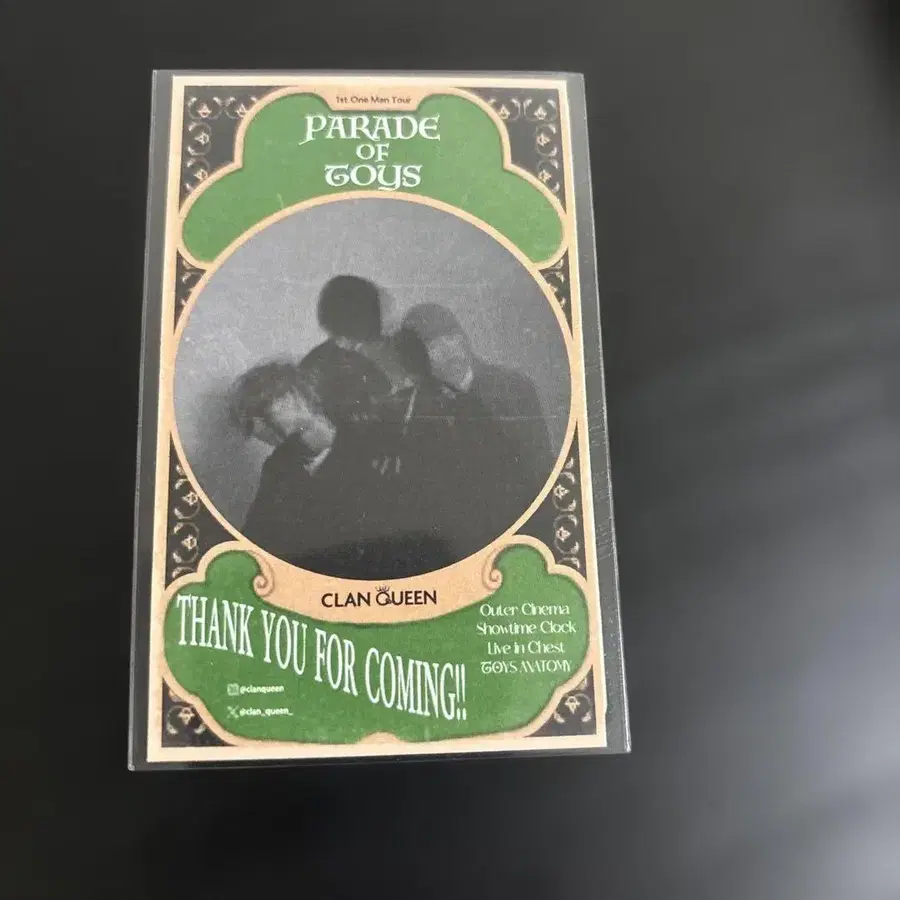 1st One Man Tour
PARADE
OF
TOYS
CLAN QUEEN
THANK YOU FOR COMING!!
Outer Cinema
Showtime Clock
Live in Chest
TOYS ANATOMY
@clanqueen
@clan_queen_